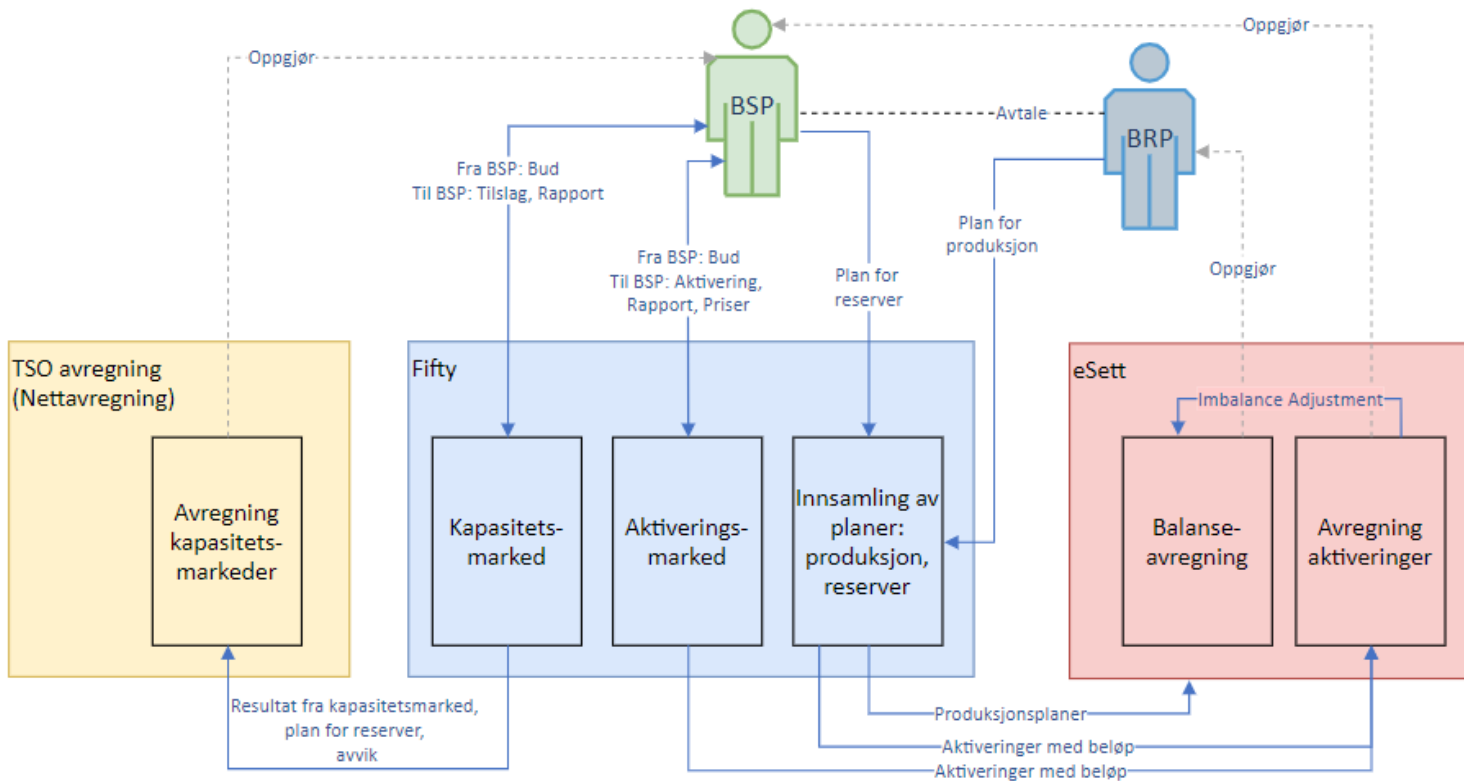 Oppgjør
Oppgjør
BSP
Avtale
BRP
Fra BSP: Bud
Til BSP: Tilslag, Rapport
Fra BSP: Bud
Til BSP: Aktivering,
Rapport, Priser
Plan for
reserver
Plan for
produksjon
Oppgjør
TSO avregning
(Nettavregning)
Avregning
kapasitets-
markeder
Fifty
Kapasitets-
marked
Aktiverings-
marked
Innsamling av
planer:
produksjon,
reserver
eSett
Imbalance Adjustment
Balanse-
avregning
Avregning
aktiveringer
Resultat fra kapasitetsmarked,
plan for reserver,
avvik
Produksjonsplaner
Aktiveringer med beløp
Aktiveringer med beløp